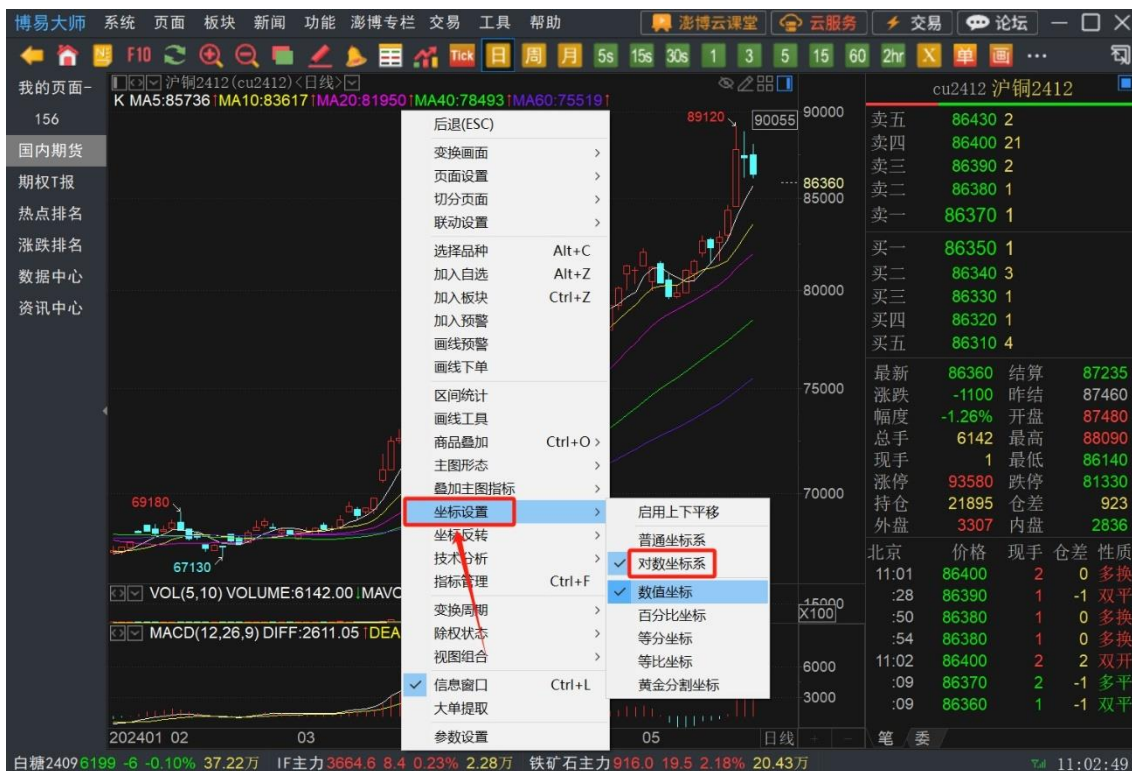 博易大师 系统 页面 板块 新闻 功能 澎博专栏 交易 工具 帮助 澎博云课堂 云服务 交易 论坛
F10 Tick 日 周 月 5s 15s 30s 1 3 5 15 60 2hr X 单 画
我的页面-
156
国内期货
期权T报
热点排名
涨跌排名
数据中心
资讯中心
沪铜2412(cu2412)<日线>
K MA5:85736↑MA10:83617↑MA20:81950↑MA40:78493↑MA60:75519↑
89120
90055
90000
86360
85000
80000
75000
70000
69180
67130
VOL(5,10) VOLUME:6142.00↓MAVO
15000
X100
MACD(12,26,9) DIFF:2611.05↑DEA
6000
3000
202401 02 03 05 日线 + -
后退(ESC)
变换画面 >
页面设置 >
切分页面 >
联动设置 >
选择品种 Alt+C
加入自选 Alt+Z
加入板块 Ctrl+Z
加入预警
画线预警
画线下单
区间统计
画线工具
商品叠加 Ctrl+O >
主图形态 >
叠加主图指标 >
坐标设置 >
坐标反转 >
技术分析 >
指标管理 Ctrl+F
变换周期 >
除权状态 >
视图组合 >
信息窗口 Ctrl+L
大单提取
参数设置
启用上下平移
普通坐标系
对数坐标系
数值坐标
百分比坐标
等分坐标
等比坐标
黄金分割坐标
cu2412 沪铜2412
卖五 86430 2
卖四 86400 21
卖三 86390 2
卖二 86380 1
卖一 86370 1
买一 86350 1
买二 86340 3
买三 86330 1
买四 86320 1
买五 86310 4
最新 86360 结算 87235
涨跌 -1100 昨结 87460
幅度 -1.26% 开盘 87480
总手 6142 最高 88090
现手 1 最低 86140
涨停 93580 跌停 81330
持仓 21895 仓差 923
外盘 3307 内盘 2836
北京 价格 现手 仓差 性质
11:01 86400 2 0 多换
:28 86390 1 -1 双平
:50 86380 1 0 多换
:54 86380 1 0 多换
11:02 86400 2 2 双开
:09 86370 2 -1 多平
:09 86360 1 -1 双平
笔 委
白糖2409 6199 -6 -0.10% 37.22万 IF主力 3664.6 8.4 0.23% 2.28万 铁矿石主力 916.0 19.5 2.18% 20.43万 11:02:49